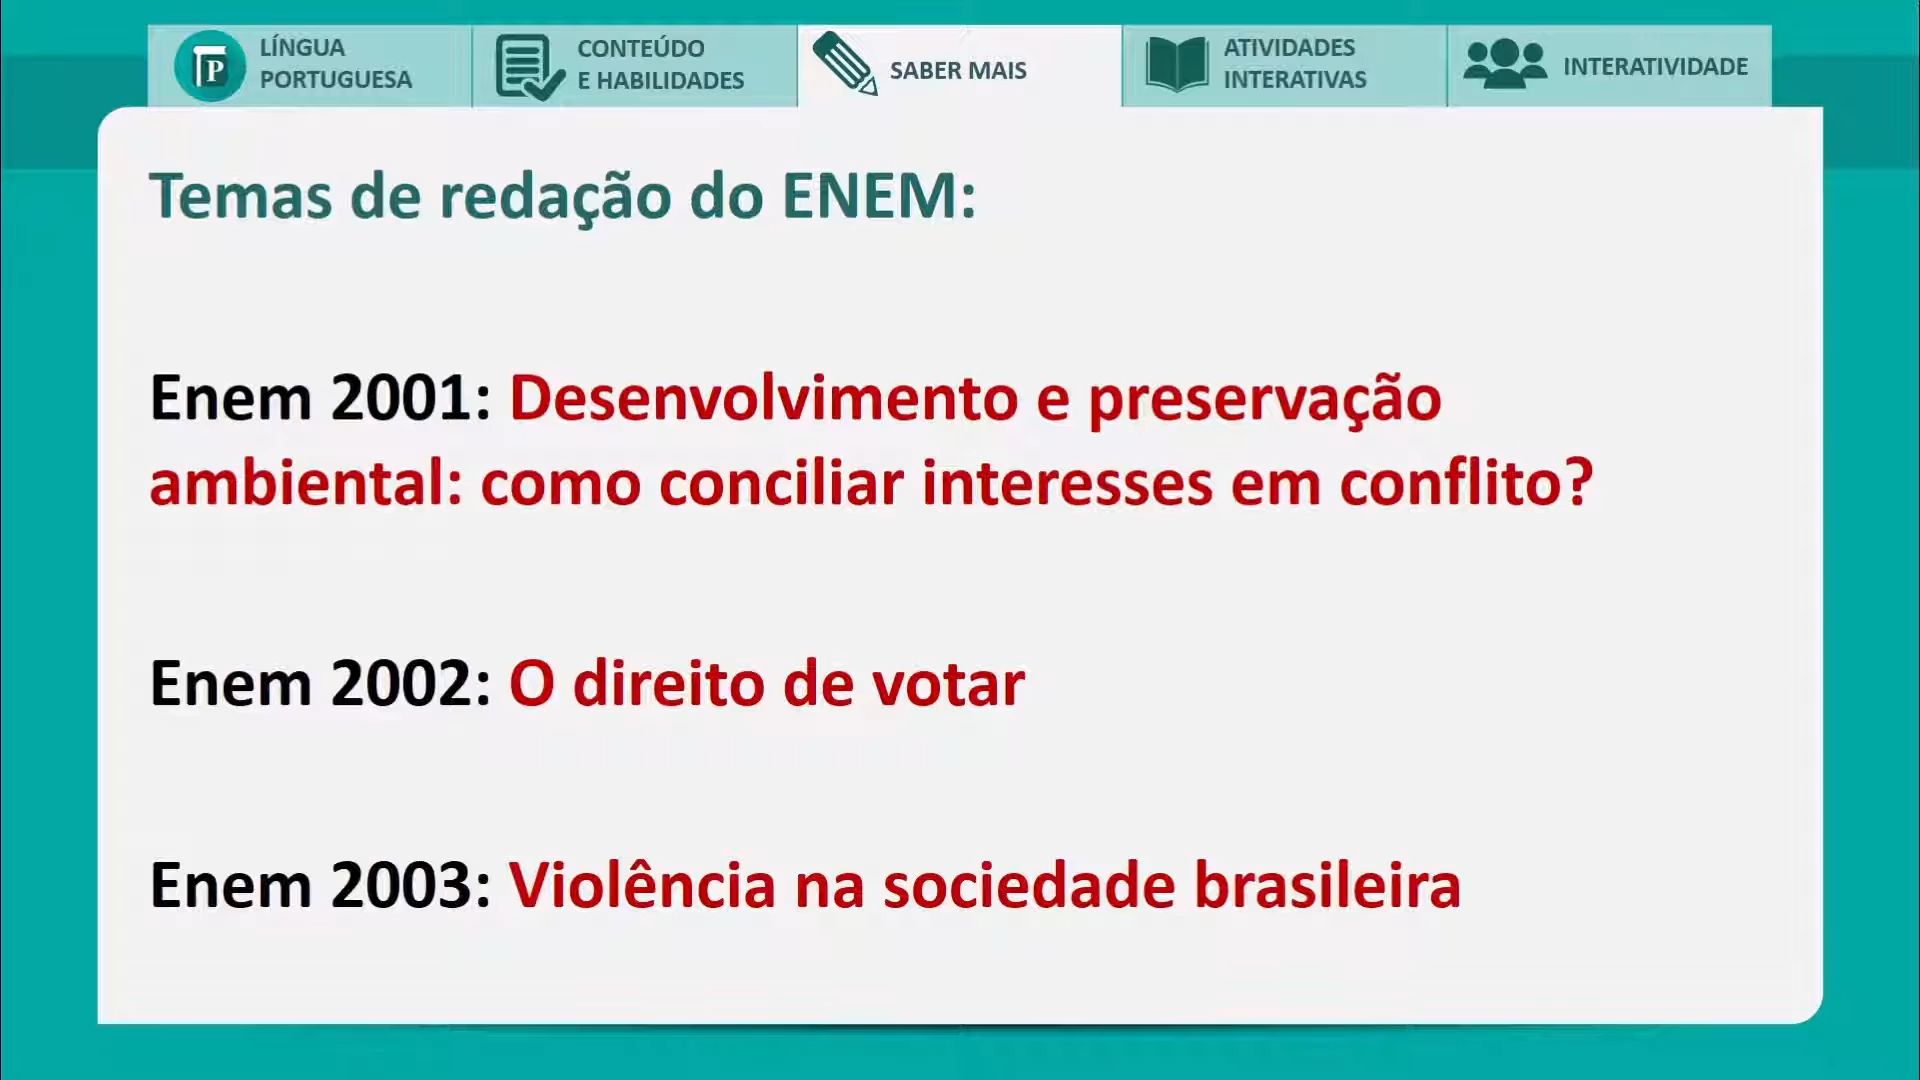 LÍNGUA
PORTUGUESA
CONTEÚDO
E HABILIDADES
SABER MAIS
ATIVIDADES
INTERATIVAS
INTERATIVIDADE
Temas de redação do ENEM:
Enem 2001: Desenvolvimento e preservação
ambiental: como conciliar interesses em conflito?
Enem 2002: O direito de votar
Enem 2003: Violência na sociedade brasileira